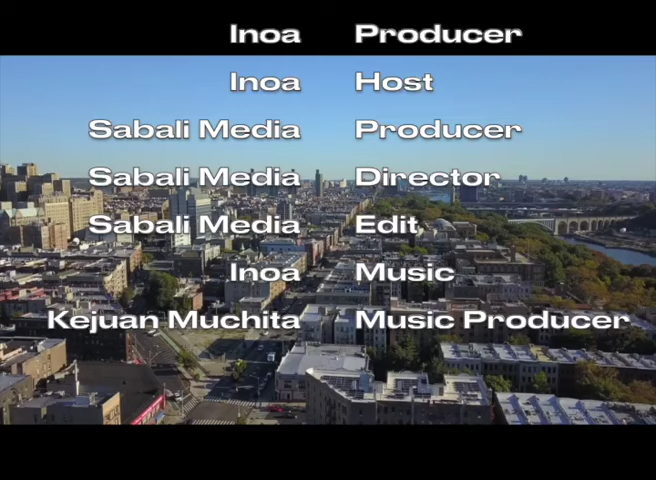 Inoa Producer
Inoa Host
Sabali Media Producer
Sabali Media Director
Sabali Media Edit
Inoa Music
Kejuan Muchita Music Producer